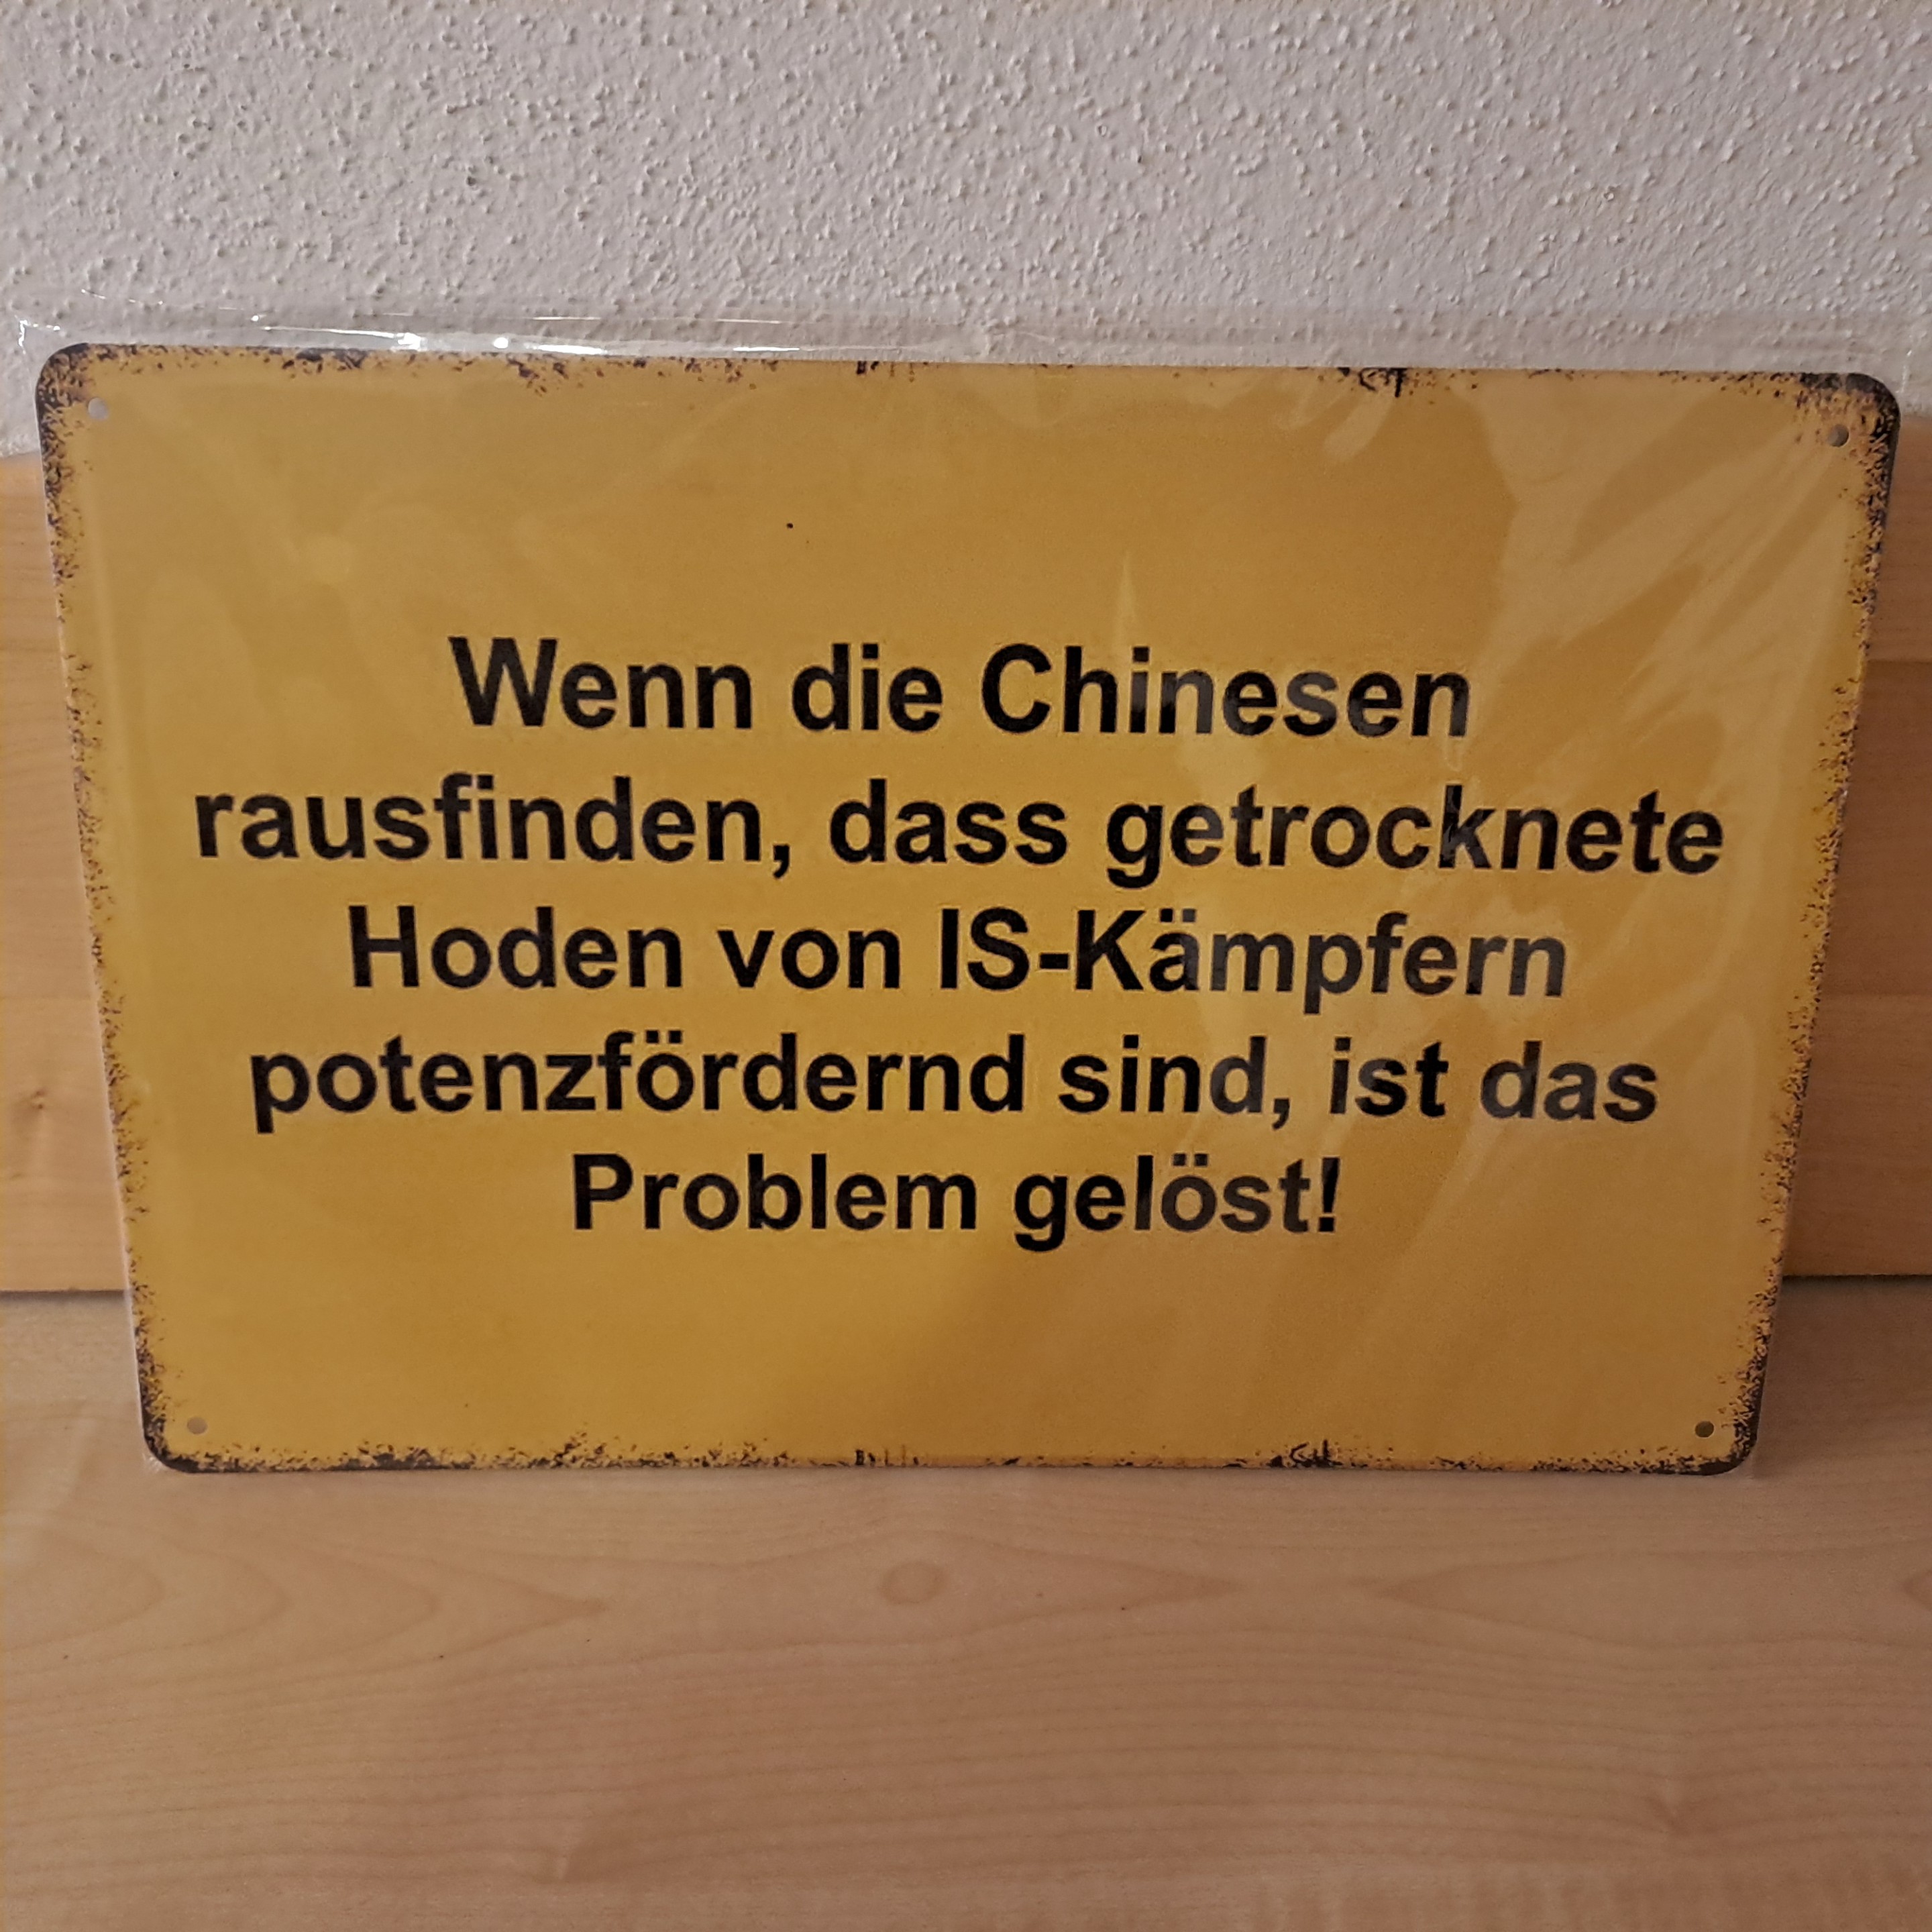 Wenn die Chinesen
rausfinden, dass getrocknete
Hoden von IS-Kämpfern
potenzfördernd sind, ist das
Problem gelöst!